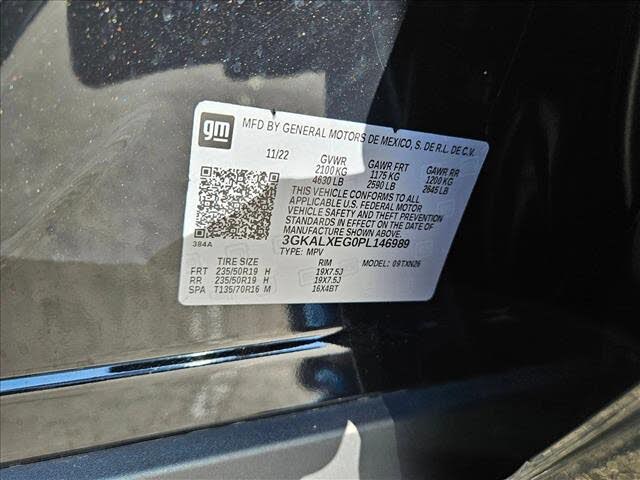 gm
MFD BY GENERAL MOTORS DE MEXICO, S. DE R.L. DE C.V.
11/22 GVWR GAWR FRT GAWR RR
2100 KG 1175 KG 1200 KG
4630 LB 2590 LB 2645 LB
THIS VEHICLE CONFORMS TO ALL
APPLICABLE U.S. FEDERAL MOTOR
VEHICLE SAFETY STANDARDS IN
EFFECT ON THE DATE OF
MANUFACTURE SHOWN ABOVE.
384A 3GKALXEG0PL146989
TYPE: MPV MODEL: 09TXN26
TIRE SIZE RIM
FRT 235/50R19 H 19X7.5J
RR 235/50R19 H 19X7.5J
SPA T135/70R16 M 16X4BT